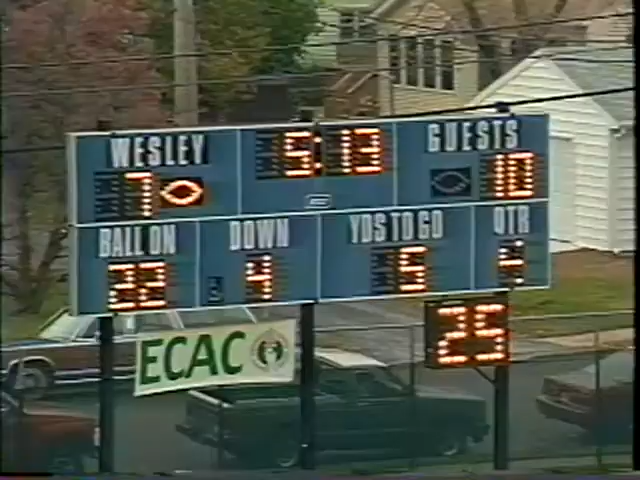 WESLEY 5:13 GUESTS
7 10
BALL ON DOWN YDS TO GO QTR
22 4 5 4
25
ECAC